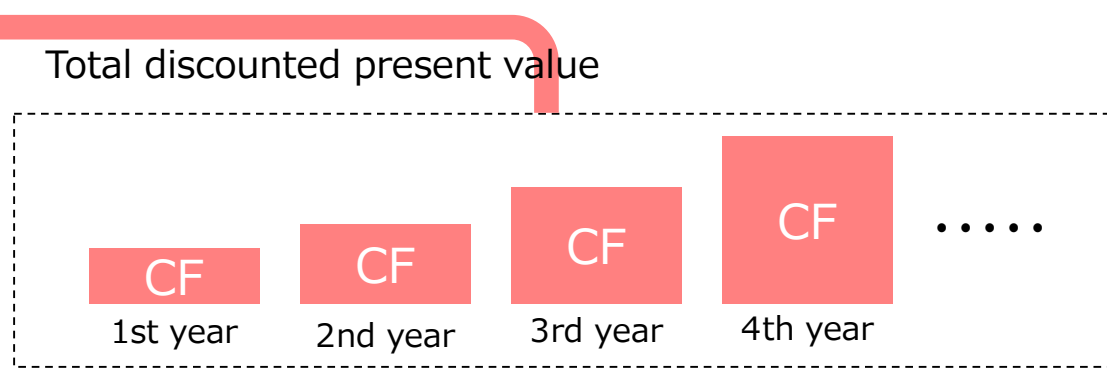 Total discounted present value
CF
CF
CF
CF
・・・・・
1st year
2nd year
3rd year
4th year